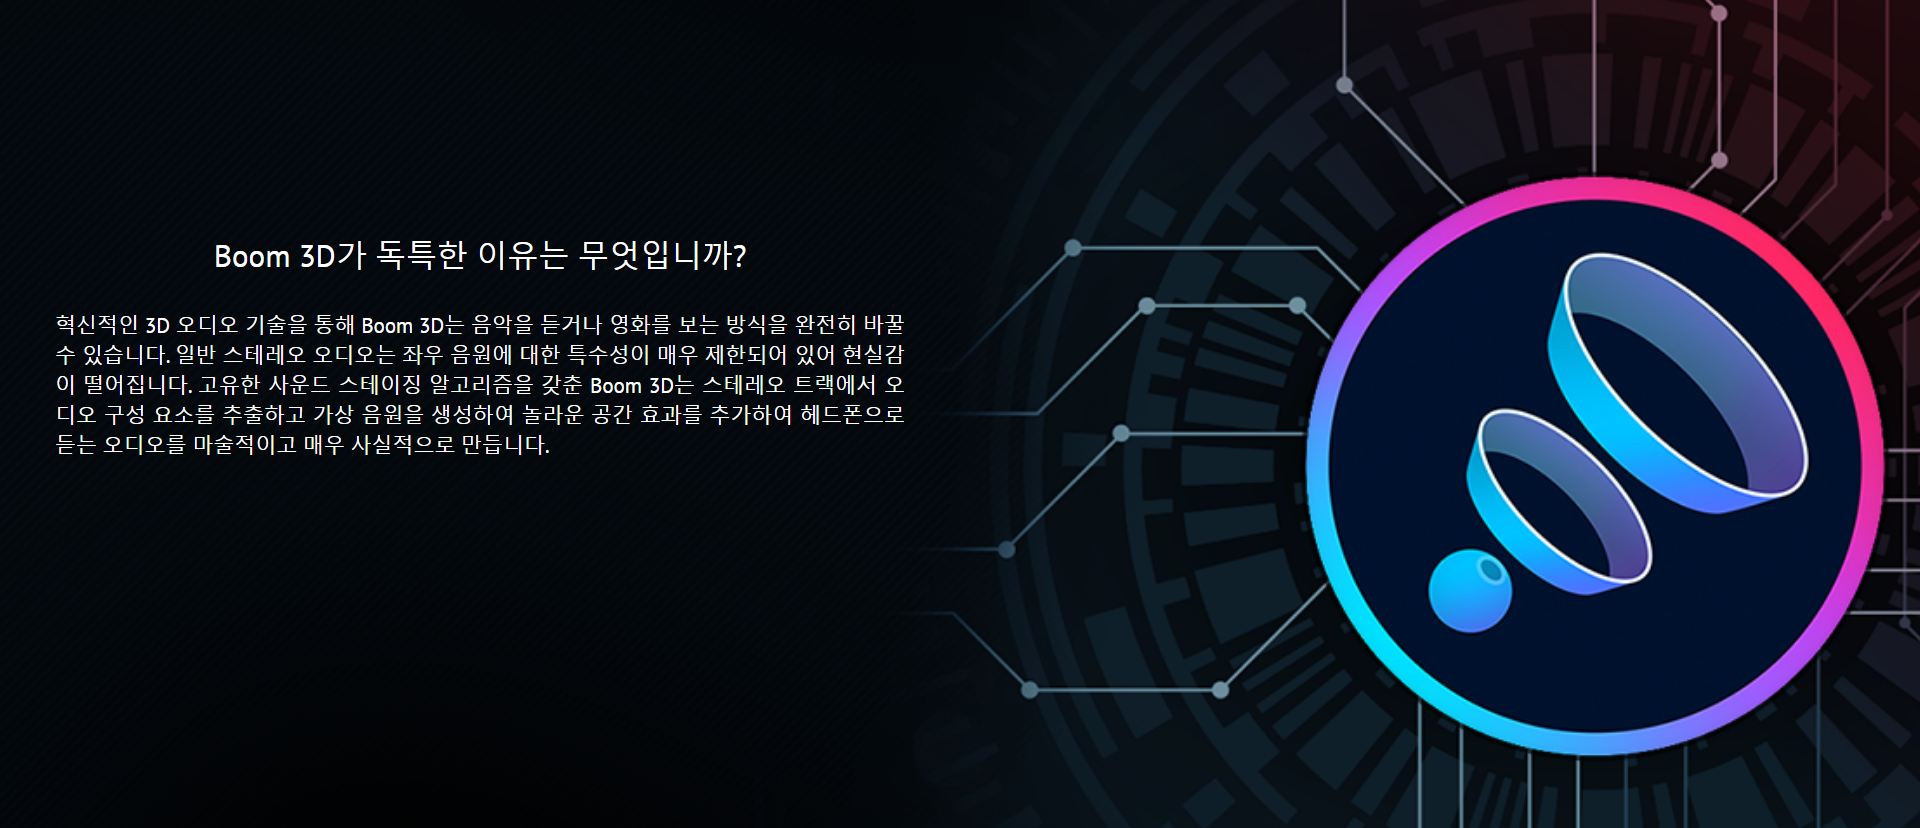 Boom 3D가 독특한 이유는 무엇입니까?
혁신적인 3D 오디오 기술을 통해 Boom 3D는 음악을 듣거나 영화를 보는 방식을 완전히 바꿀
수 있습니다. 일반 스테레오 오디오는 좌우 음원에 대한 특수성이 매우 제한되어 있어 현실감
이 떨어집니다. 고유한 사운드 스테이징 알고리즘을 갖춘 Boom 3D는 스테레오 트랙에서 오
디오 구성 요소를 추출하고 가상 음원을 생성하여 놀라운 공간 효과를 추가하여 헤드폰으로
듣는 오디오를 마술적이고 매우 사실적으로 만듭니다.